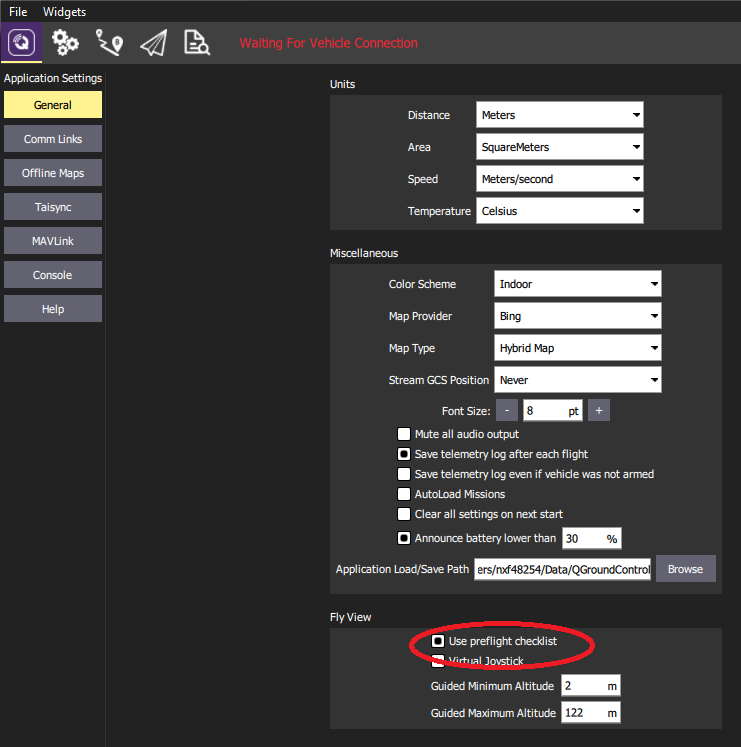 File Widgets
Waiting For Vehicle Connection
Application Settings
General
Comm Links
Offline Maps
Taisync
MAVLink
Console
Help
Units
Distance Meters
Area SquareMeters
Speed Meters/second
Temperature Celsius
Miscellaneous
Color Scheme Indoor
Map Provider Bing
Map Type Hybrid Map
Stream GCS Position Never
Font Size: - 8 pt +
Mute all audio output
Save telemetry log after each flight
Save telemetry log even if vehicle was not armed
AutoLoad Missions
Clear all settings on next start
Announce battery lower than 30 %
Application Load/Save Path ers/nxf48254/Data/QGroundControl Browse
Fly View
Use preflight checklist
Virtual Joystick
Guided Minimum Altitude 2 m
Guided Maximum Altitude 122 m